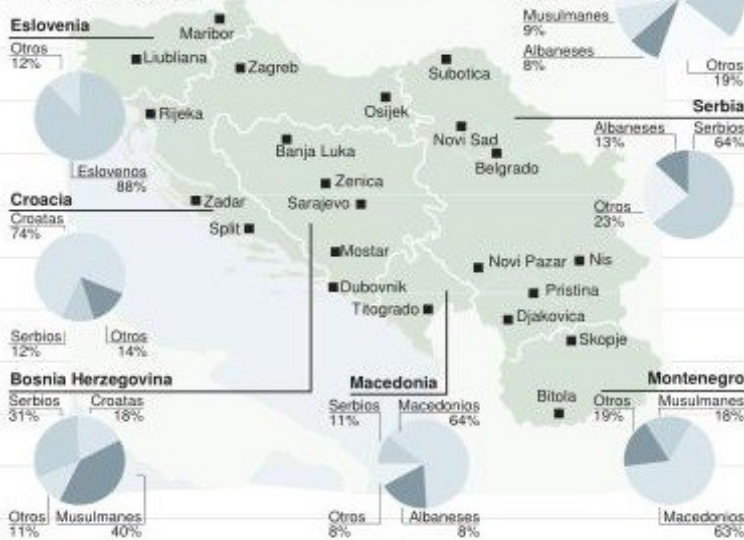 Eslovenia
Otros
12%
Eslovenos
88%
Maribor
Liubliana
Zagreb
Rijeka
Osijek
Subotica
Novi Sad
Belgrado
Banja Luka
Zenica
Sarajevo
Zadar
Split
Mostar
Dubovnik
Titogrado
Novi Pazar
Nis
Pristina
Djakovica
Skopje
Bitola
Musulmanes
9%
Albaneses
8%
Otros
19%
Serbia
Albaneses
13%
Serbios
64%
Otros
23%
Croacia
Croatas
74%
Serbios
12%
Otros
14%
Bosnia Herzegovina
Serbios
31%
Croatas
18%
Otros
11%
Musulmanes
40%
Macedonia
Serbios
11%
Macedonios
64%
Otros
8%
Albaneses
8%
Montenegro
Otros
19%
Musulmanes
18%
Macedonios
63%